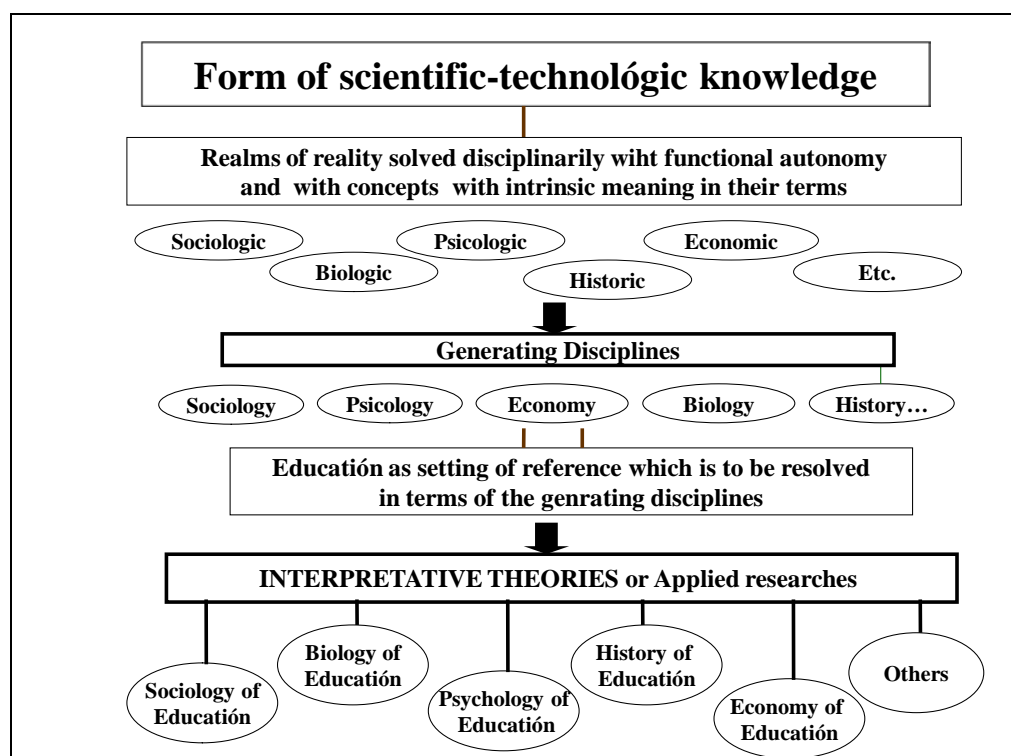 Form of scientific-technológic knowledge
Realms of reality solved disciplinarily wiht functional autonomy
and with concepts with intrinsic meaning in their terms
Sociologic
Psicologic
Economic
Biologic
Historic
Etc.
Generating Disciplines
Sociology
Psicology
Economy
Biology
History…
Educatión as setting of reference which is to be resolved
in terms of the genrating disciplines
INTERPRETATIVE THEORIES or Applied researches
Sociology of
Educatión
Biology of
Educatión
Psychology of
Educatión
History of
Educatión
Economy of
Educatión
Others